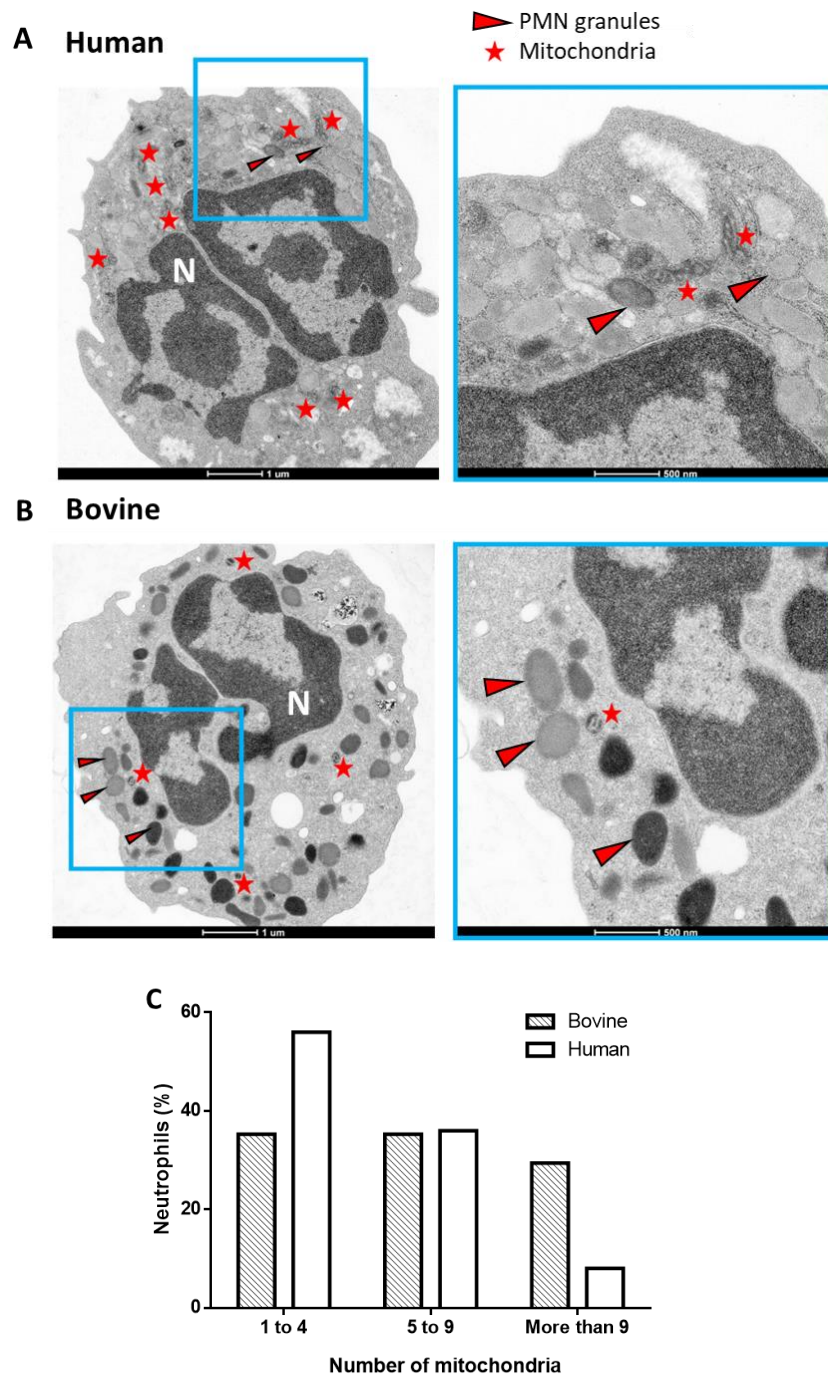 PMN granules
Mitochondria
A Human
N
1 um
500 nm
B Bovine
N
1 um
500 nm
C
60
40
20
0
Neutrophils (%)
Bovine
Human
1 to 4 5 to 9 More than 9
Number of mitochondria